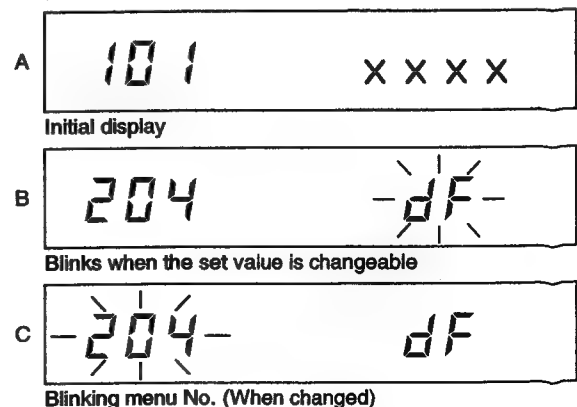 A 101 X X X X
Initial display
B 204 dF
Blinks when the set value is changeable
C 204 dF
Blinking menu No. (When changed)